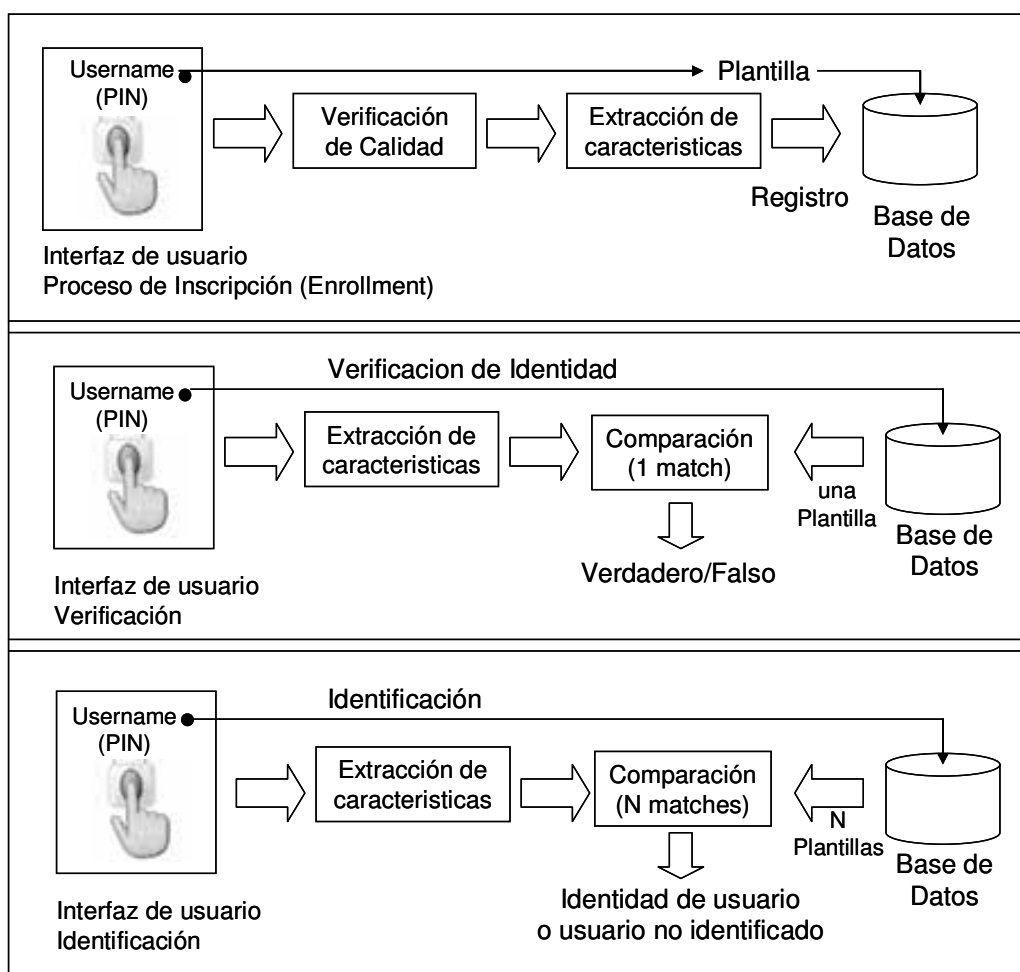 Username
(PIN)
Plantilla
Verificación
de Calidad
Extracción de
caracteristicas
Registro
Base de
Datos
Interfaz de usuario
Proceso de Inscripción (Enrollment)
Verificacion de Identidad
Username
(PIN)
Extracción de
caracteristicas
Comparación
(1 match)
una
Plantilla
Base de
Datos
Verdadero/Falso
Interfaz de usuario
Verificación
Identificación
Username
(PIN)
Extracción de
caracteristicas
Comparación
(N matches)
N
Plantillas
Base de
Datos
Identidad de usuario
o usuario no identificado
Interfaz de usuario
Identificación